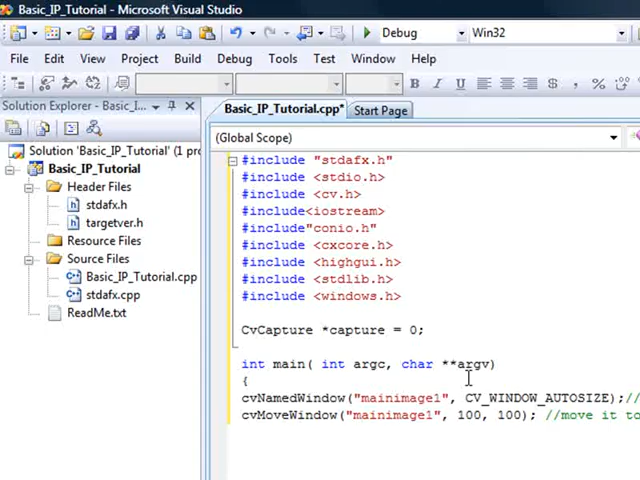 Basic_IP_Tutorial - Microsoft Visual Studio
Debug Win32
File Edit View Project Build Debug Tools Test Window Help
B I U $ %
Solution Explorer - Basic_I...
Basic_IP_Tutorial.cpp* Start Page
(Global Scope)
Solution 'Basic_IP_Tutorial' (1 pro
Basic_IP_Tutorial
Header Files
stdafx.h
targetver.h
Resource Files
Source Files
Basic_IP_Tutorial.cpp
stdafx.cpp
ReadMe.txt
#include "stdafx.h"
#include <stdio.h>
#include <cv.h>
#include<iostream>
#include"conio.h"
#include <cxcore.h>
#include <highgui.h>
#include <stdlib.h>
#include <windows.h>
CvCapture *capture = 0;
int main( int argc, char **argv)
{
cvNamedWindow("mainimage1", CV_WINDOW_AUTOSIZE);//
cvMoveWindow("mainimage1", 100, 100); //move it to